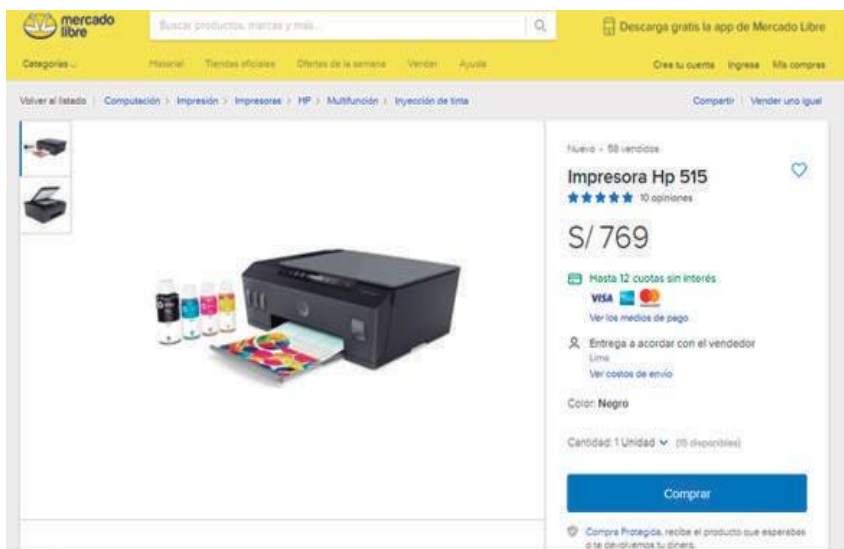 mercado
libre
Buscar productos, marcas y más...
Descarga gratis la app de Mercado Libre
Categorías
Historial Tiendas oficiales Ofertas de la semana Vender Ayuda
Crea tu cuenta Ingresa Mis compras
Volver al listado | Computación > Impresión > Impresoras > HP > Multifunción > Inyección de tinta
Compartir | Vender uno igual
Nuevo - 58 vendidos
Impresora Hp 515
10 opiniones
S/ 769
Hasta 12 cuotas sin interés
VISA
Ver los medios de pago
Entrega a acordar con el vendedor
Lima
Ver costos de envío
Color: Negro
Cantidad: 1 Unidad (15 disponibles)
Comprar
Compra Protegida, recibe el producto que esperabas
o te devolvemos tu dinero.